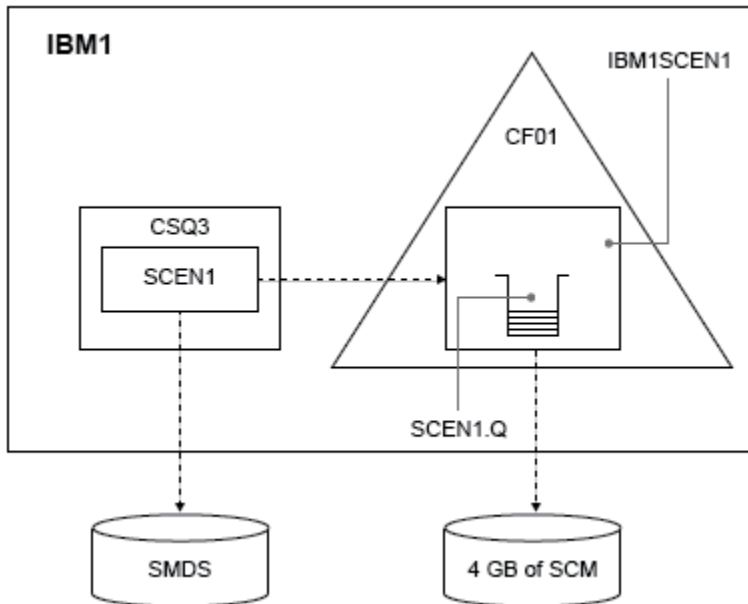 IBM1
IBM1SCEN1
CF01
CSQ3
SCEN1
SCEN1.Q
SMDS
4 GB of SCM